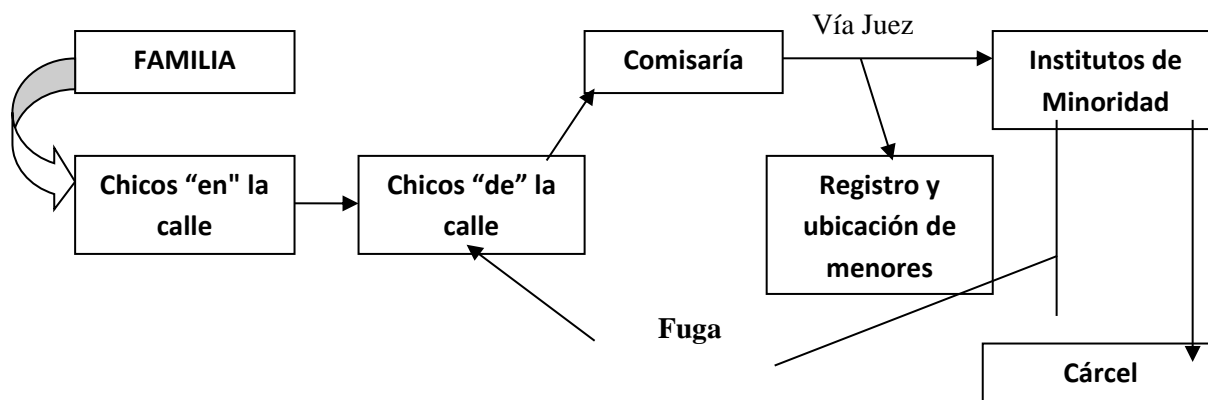 Vía Juez
FAMILIA
Comisaría
Institutos de
Minoridad
Chicos “en" la
calle
Chicos “de” la
calle
Registro y
ubicación de
menores
Fuga
Cárcel